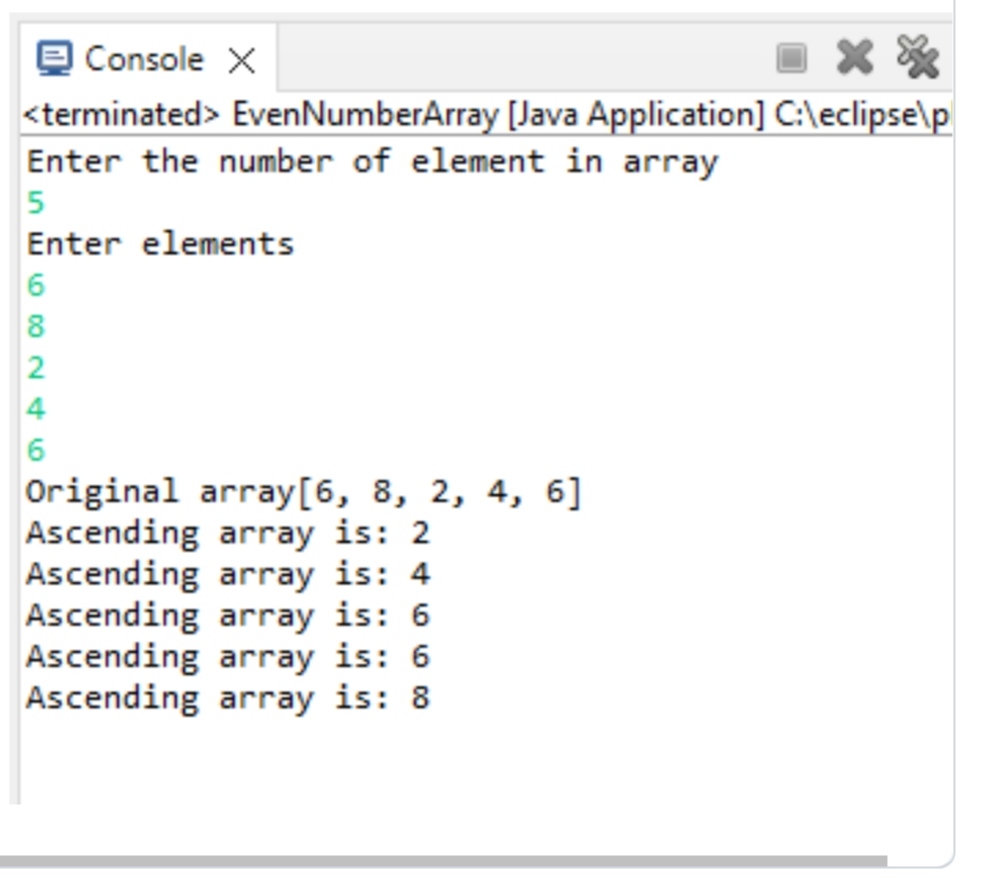 Console
<terminated> EvenNumberArray [Java Application] C:\eclipse\p
Enter the number of element in array
5
Enter elements
6
8
2
4
6
Original array[6, 8, 2, 4, 6]
Ascending array is: 2
Ascending array is: 4
Ascending array is: 6
Ascending array is: 6
Ascending array is: 8